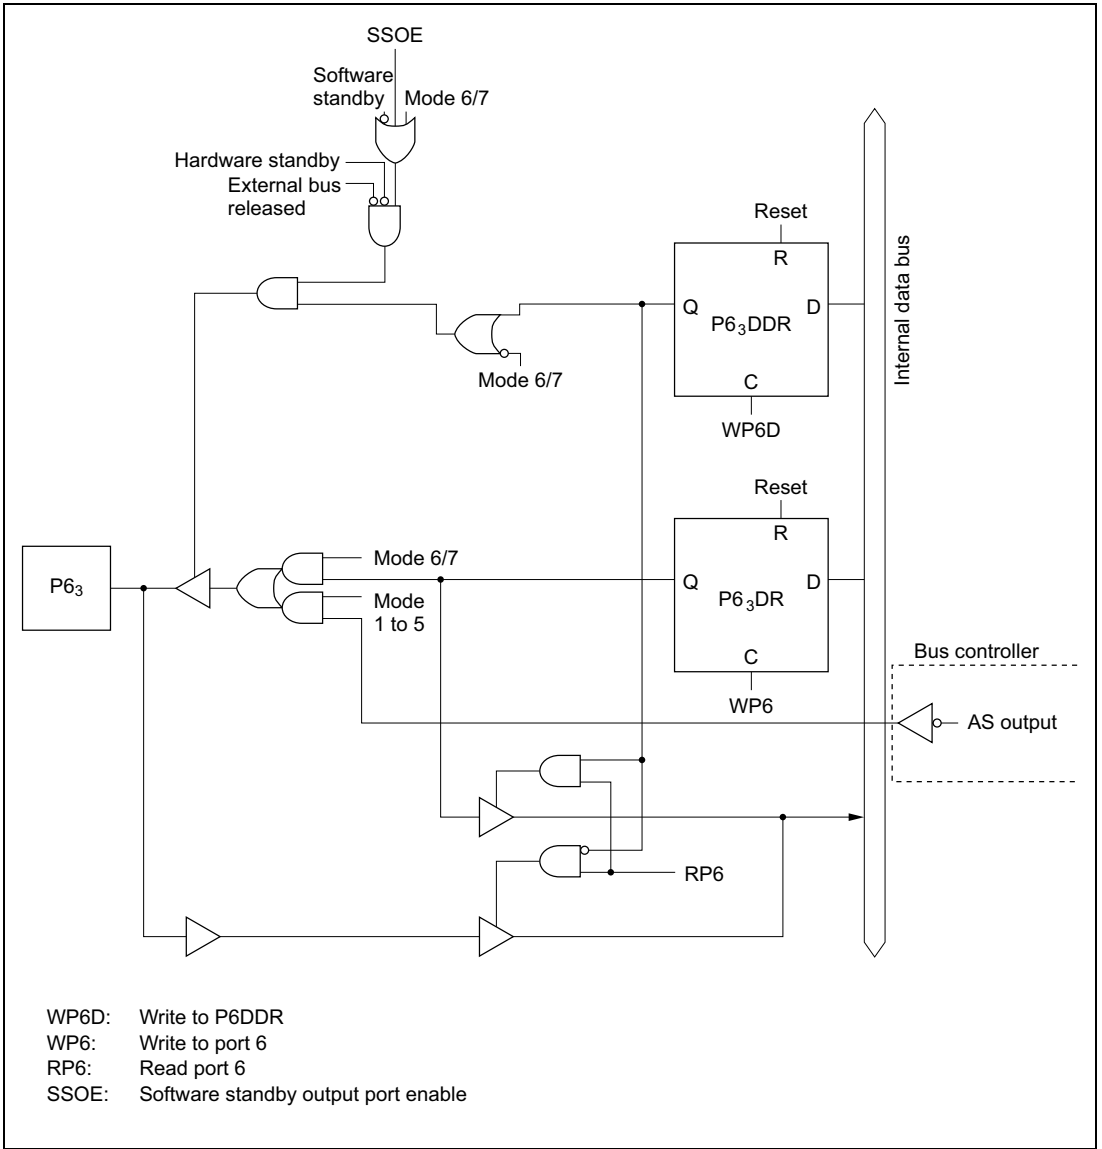 SSOE
Software
standby
Mode 6/7
Hardware standby
External bus
released
Reset
R
Q
P6₃DDR
D
C
WP6D
Internal data bus
Mode 6/7
Reset
R
Q
P6₃DR
D
C
WP6
P6₃
Mode 6/7
Mode
1 to 5
Bus controller
AS output
RP6
WP6D: Write to P6DDR
WP6: Write to port 6
RP6: Read port 6
SSOE: Software standby output port enable